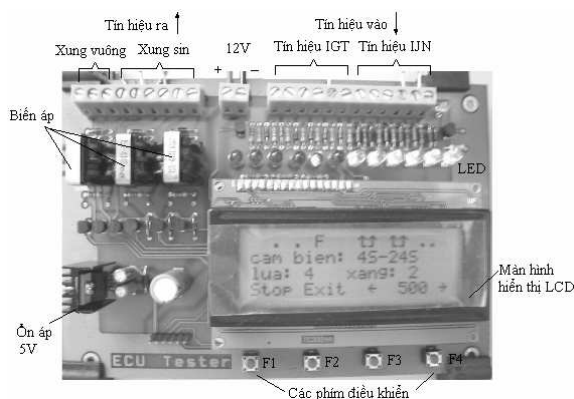 Tín hiệu ra
Tín hiệu vào
Xung vuông
Xung sin
12V
Tín hiệu IGT
Tín hiệu IJN
+
–
Biến áp
LED
. . F
cam bien: 4S-24S
lua: 4 xang: 2
Stop Exit ← 500 →
Màn hình
hiển thị LCD
Ổn áp
5V
ECU Tester
F1
F2
F3
F4
Các phím điều khiển